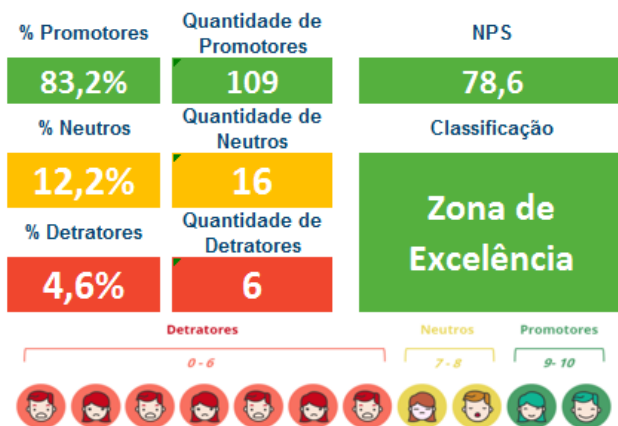 % Promotores
Quantidade de
Promotores
NPS
83,2%
109
78,6
% Neutros
Quantidade de
Neutros
Classificação
12,2%
16
Zona de
Excelência
% Detratores
Quantidade de
Detratores
4,6%
6
Detratores
Neutros
Promotores
0 - 6
7 - 8
9- 10